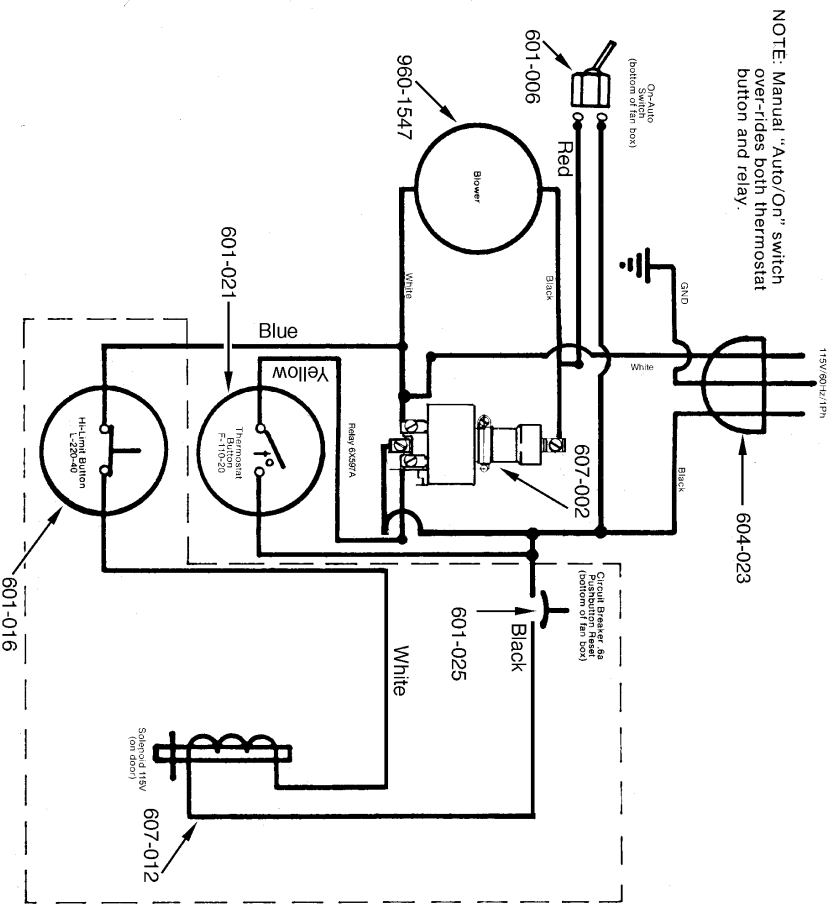 NOTE: Manual "Auto/On" switch
over-rides both thermostat
button and relay.
On-Auto
Switch
(bottom of fan box)
601-006
960-1547
Red
Blower
601-021
White
Black
GND
115V/60Hz/1Ph
White
Blue
Yellow
Relay 6X597A
607-002
Black
604-023
Hi-Limit Button
L-220-40
Thermostat
Button
F-110-20
601-016
Circuit Breaker .6a
Pushbutton Reset
(bottom of fan box)
601-025
Black
White
Solenoid 115V
(on door)
607-012